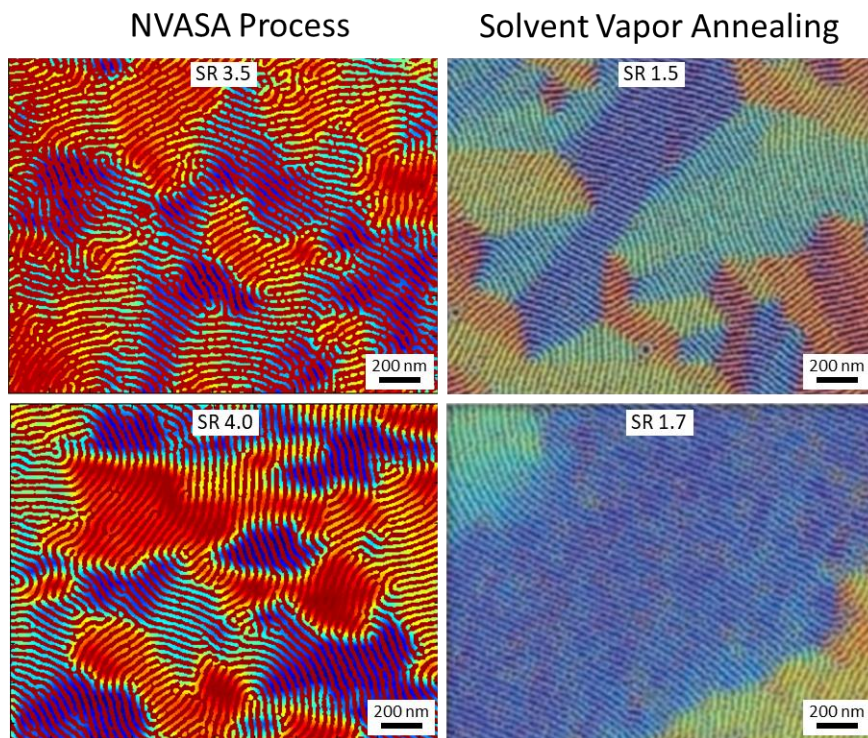 NVASA Process
Solvent Vapor Annealing
SR 3.5
SR 1.5
200 nm
200 nm
SR 4.0
SR 1.7
200 nm
200 nm